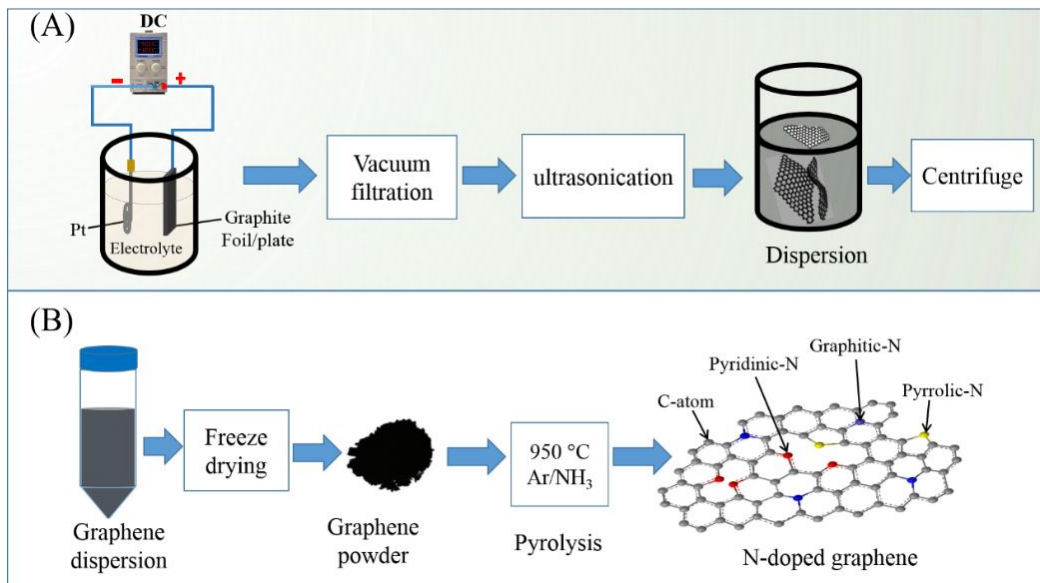 (A)
DC
- +
Pt
Electrolyte
Graphite
Foil/plate
Vacuum
filtration
ultrasonication
Dispersion
Centrifuge
(B)
Graphene
dispersion
Freeze
drying
Graphene
powder
950 °C
Ar/NH₃
Pyrolysis
C-atom
Pyridinic-N
Graphitic-N
Pyrrolic-N
N-doped graphene